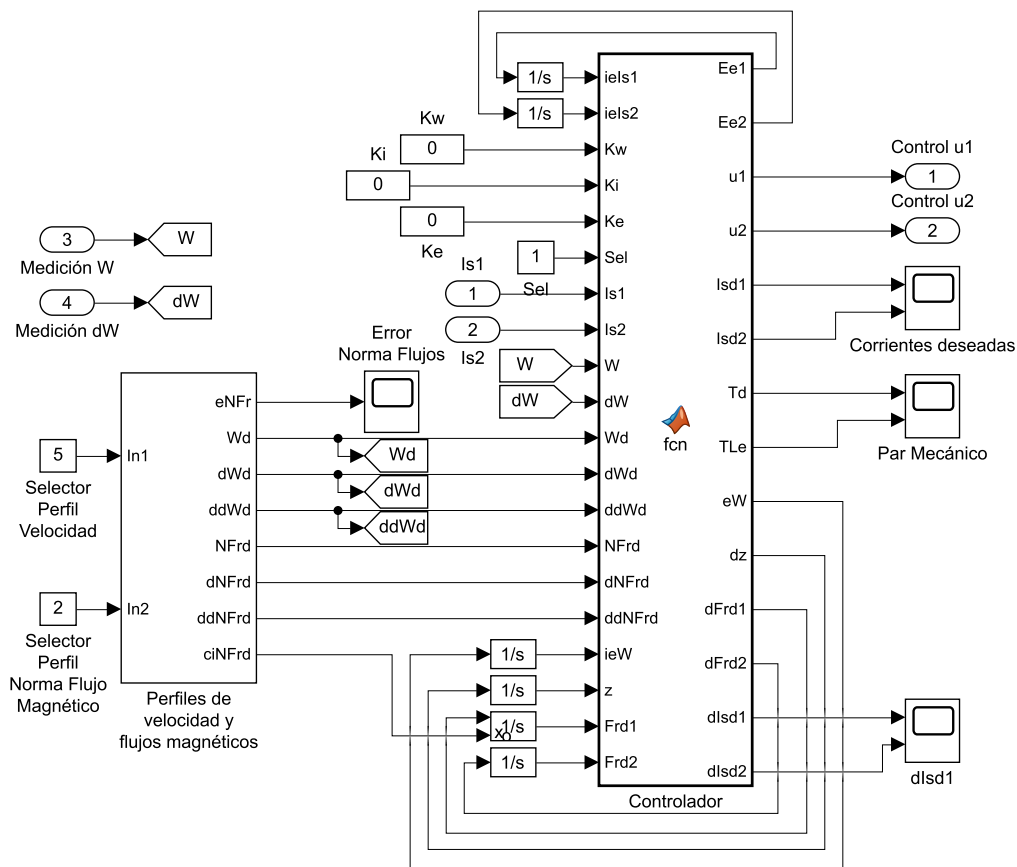 Ee1
1/s
ieIs1
1/s
ieIs2
Ee2
Kw
0
Kw
Ki
0
Ki
Control u1
u1
1
Control u2
0
Ke
Ke
u2
2
3
W
Medición W
1
Sel
Sel
Is1
1
Is1
Isd1
4
dW
Medición dW
2
Is2
Is2
Isd2
Corrientes deseadas
Error
Norma Flujos
W
W
dW
dW
fcn
Td
TLe
Par Mecánico
eNFr
Wd
Wd
Wd
5
In1
Selector
Perfil
Velocidad
dWd
dWd
dWd
ddWd
ddWd
ddWd
eW
NFrd
NFrd
dz
dNFrd
dNFrd
2
In2
Selector
Perfil
Norma Flujo
Magnético
ddNFrd
ddNFrd
dFrd1
ciNFrd
1/s
ieW
dFrd2
Perfiles de
velocidad y
flujos magnéticos
1/s
z
1/s
xo
Frd1
dIsd1
1/s
Frd2
dIsd2
dIsd1
Controlador